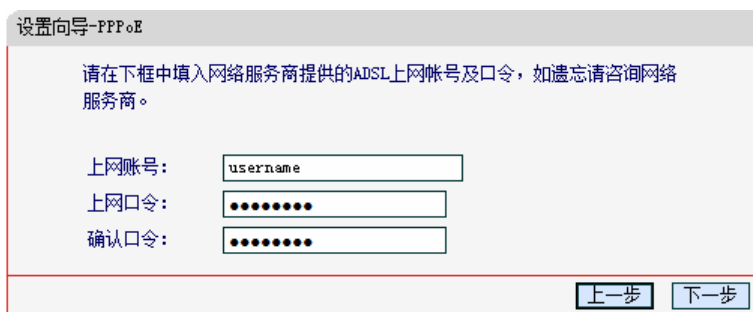 设置向导-PPPoE
请在下框中填入网络服务商提供的ADSL上网帐号及口令，如遗忘请咨询网络
服务商。
上网账号： username
上网口令： ●●●●●●●●
确认口令： ●●●●●●●●
上一步 下一步